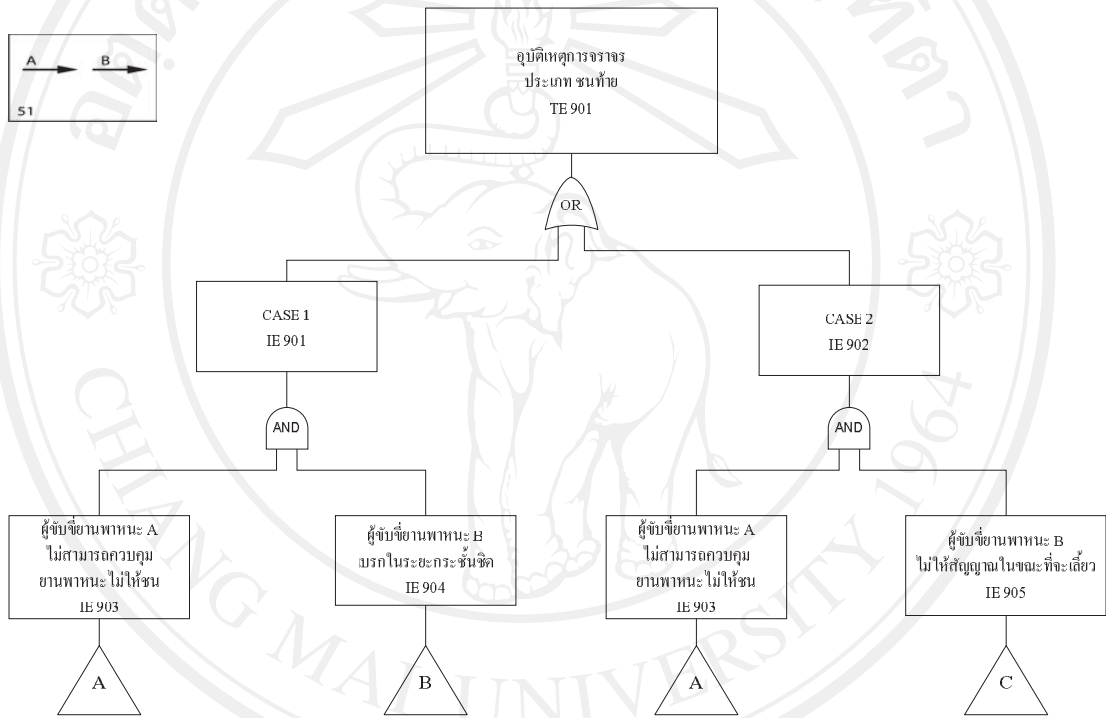 A B
51
อุบัติเหตุการจราจร
ประเภท ชนท้าย
TE 901
OR
CASE 1
IE 901
CASE 2
IE 902
AND
AND
ผู้ขับขี่ยานพาหนะ A
ไม่สามารถควบคุม
ยานพาหนะ ไม่ให้ชน
IE 903
ผู้ขับขี่ยานพาหนะ B
เบรกในระยะกระชั้นชิด
IE 904
ผู้ขับขี่ยานพาหนะ A
ไม่สามารถควบคุม
ยานพาหนะ ไม่ให้ชน
IE 903
ผู้ขับขี่ยานพาหนะ B
ไม่ให้สัญญาณในขณะที่จะเลี้ยว
IE 905
A
B
A
C
CHIANG MAI UNIVERSITY 1964